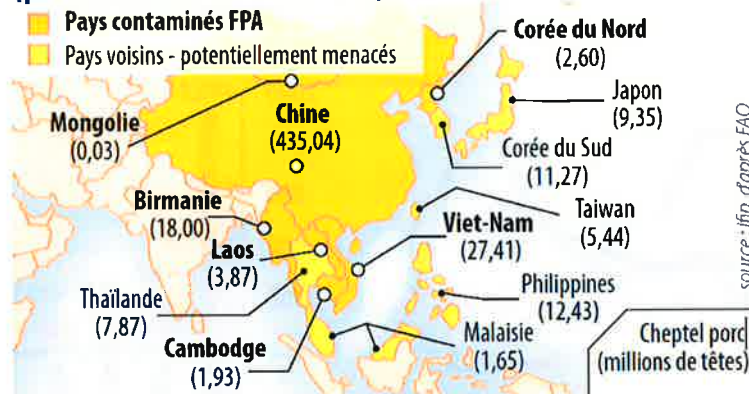 Pays contaminés FPA
Pays voisins - potentiellement menacés
Corée du Nord
(2,60)
Japon
(9,35)
Mongolie
(0,03)
Chine
(435,04)
Corée du Sud
(11,27)
Birmanie
(18,00)
Taiwan
(5,44)
Laos
(3,87)
Viet-Nam
(27,41)
Thaïlande
(7,87)
Philippines
(12,43)
Cambodge
(1,93)
Malaisie
(1,65)
Cheptel porc
(millions de têtes)
source : Ifip d'après FAO